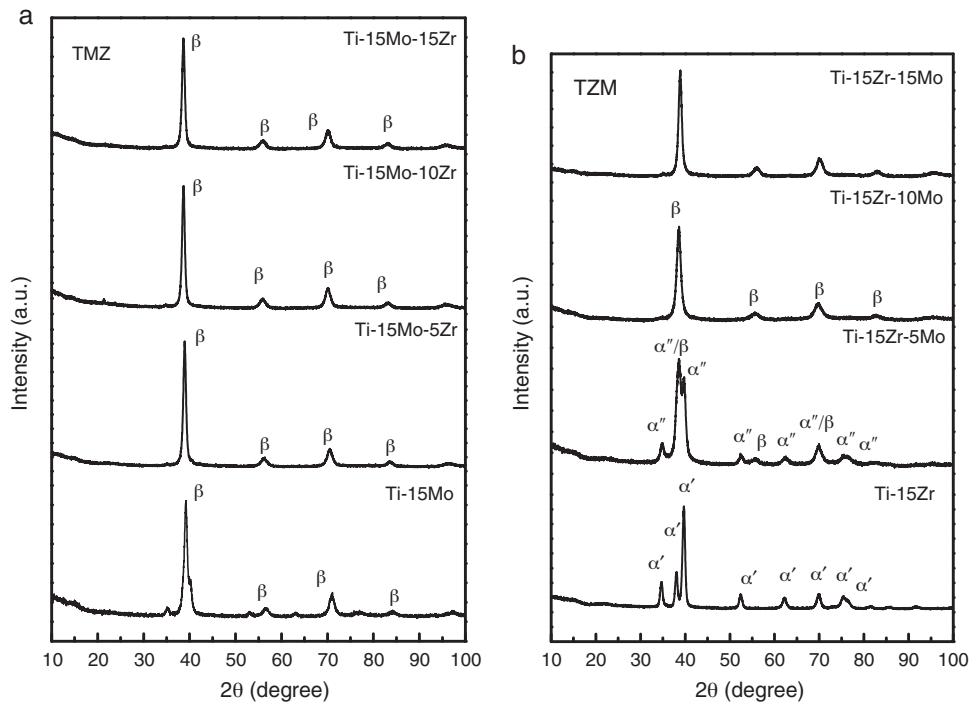 a
TMZ
β
Ti-15Mo-15Zr
β
β
β
β
Ti-15Mo-10Zr
β
β
β
β
Ti-15Mo-5Zr
β
β
β
β
Ti-15Mo
β
β
β
Intensity (a.u.)
10 20 30 40 50 60 70 80 90 100
2θ (degree)
b
TZM
Ti-15Zr-15Mo
β
Ti-15Zr-10Mo
β
β
β
Ti-15Zr-5Mo
α″/β
α″
α″
α″
β
α″
α″/β
α″
α″
Ti-15Zr
α′
α′
α′
α′
α′
α′
α′
α′
Intensity (a.u.)
10 20 30 40 50 60 70 80 90 100
2θ (degree)